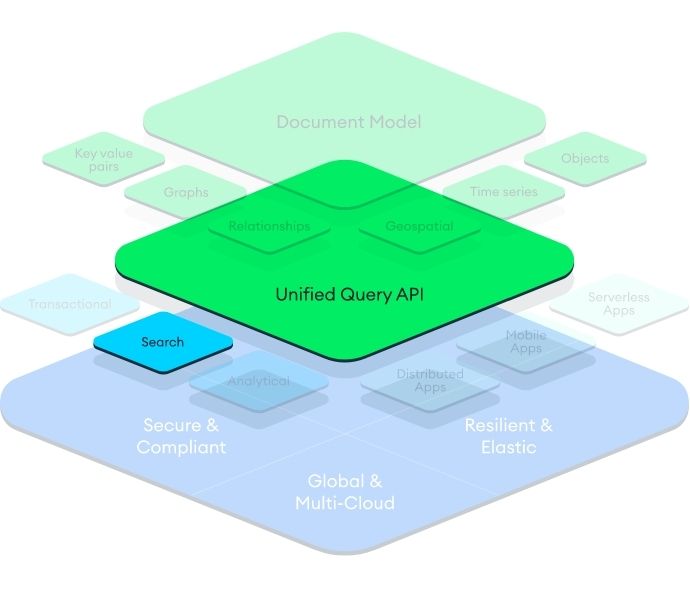 Document Model
Key value
pairs
Objects
Graphs
Time series
Relationships
Geospatial
Unified Query API
Transactional
Serverless
Apps
Search
Mobile
Apps
Analytical
Distributed
Apps
Secure &
Compliant
Resilient &
Elastic
Global &
Multi-Cloud